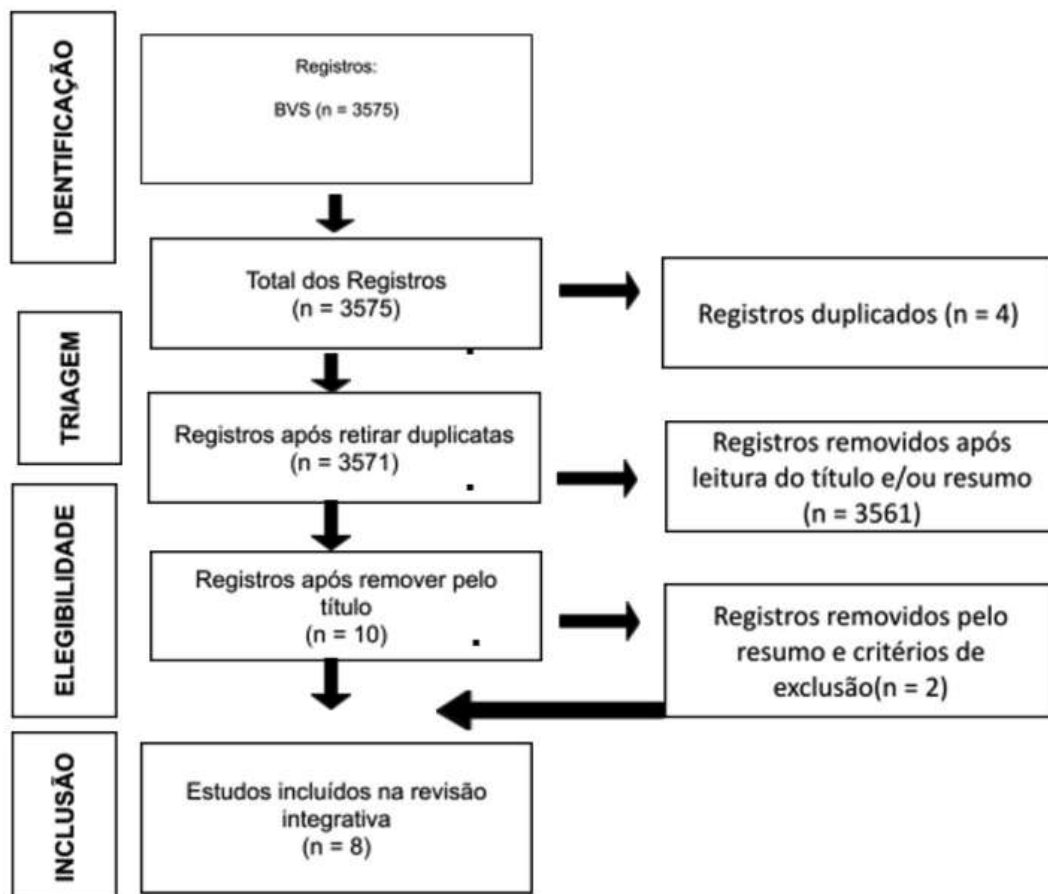 IDENTIFICAÇÃO
Registros:
BVS (n = 3575)
Total dos Registros
(n = 3575)
Registros duplicados (n = 4)
TRIAGEM
Registros após retirar duplicatas
(n = 3571)
Registros removidos após
leitura do título e/ou resumo
(n = 3561)
ELEGIBILIDADE
Registros após remover pelo
título
(n = 10)
Registros removidos pelo
resumo e critérios de
exclusão(n = 2)
INCLUSÃO
Estudos incluídos na revisão
integrativa
(n = 8)